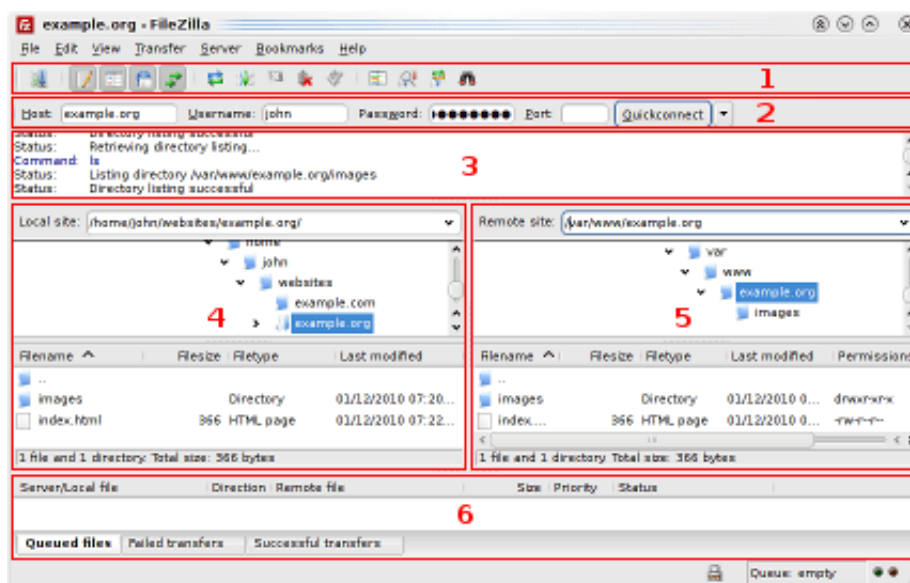 example.org - FileZilla
File Edit View Transfer Server Bookmarks Help
1
Host: example.org Username: john Password: ●●●●●●●●● Port: Quickconnect 2
Status: Directory listing successful
Status: Retrieving directory listing...
Command: ls
Status: Listing directory /var/www/example.org/images
Status: Directory listing successful
3
Local site: /home/john/websites/example.org/
home
john
websites
example.com
example.org
4
Filename Filesize Filetype Last modified
..
images Directory 01/12/2010 07:20...
index.html 366 HTML page 01/12/2010 07:22...
1 file and 1 directory. Total size: 366 bytes
Remote site: /var/www/example.org
var
www
example.org
images
5
Filename Filesize Filetype Last modified Permissions
..
images Directory 01/12/2010 0... drwxr-xr-x
index.... 366 HTML page 01/12/2010 0... -rw-r--r--
1 file and 1 directory. Total size: 366 bytes
Server/Local file Direction Remote file Size Priority Status
6
Queued files Failed transfers Successful transfers
Queue: empty